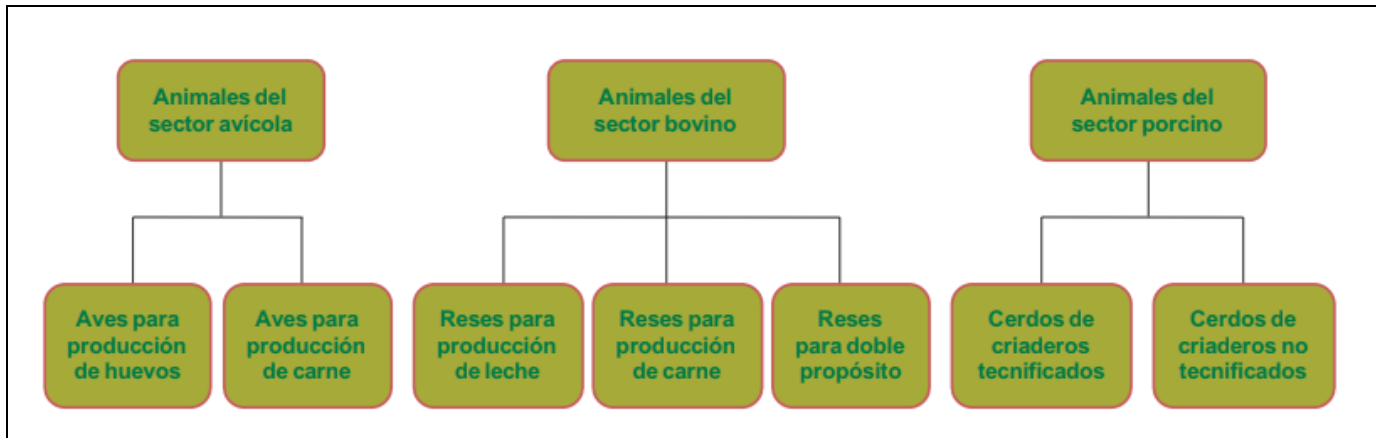 Animales del
sector avícola
Animales del
sector bovino
Animales del
sector porcino
Aves para
producción
de huevos
Aves para
producción
de carne
Reses para
producción
de leche
Reses para
producción
de carne
Reses
para doble
propósito
Cerdos de
criaderos
tecnificados
Cerdos de
criaderos no
tecnificados